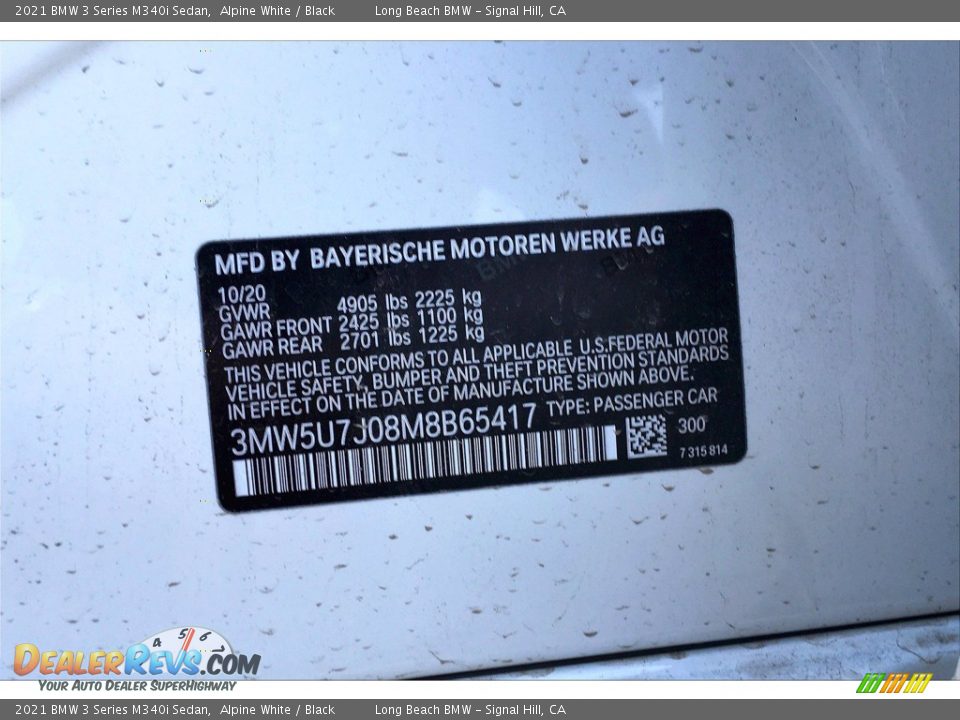 2021 BMW 3 Series M340i Sedan,  Alpine White / Black  Long Beach BMW - Signal Hill, CA
MFD BY BAYERISCHE MOTOREN WERKE AG
10/20
GVWR 4905 lbs 2225 kg
GAWR FRONT 2425 lbs 1100 kg
GAWR REAR 2701 lbs 1225 kg
THIS VEHICLE CONFORMS TO ALL APPLICABLE U.S.FEDERAL MOTOR
VEHICLE SAFETY, BUMPER AND THEFT PREVENTION STANDARDS
IN EFFECT ON THE DATE OF MANUFACTURE SHOWN ABOVE.
3MW5U7J08M8B65417 TYPE: PASSENGER CAR
300
7 315 814
4 5 6
DEALERREVS.COM
YOUR AUTO DEALER SUPERHIGHWAY
2021 BMW 3 Series M340i Sedan,  Alpine White / Black  Long Beach BMW - Signal Hill, CA